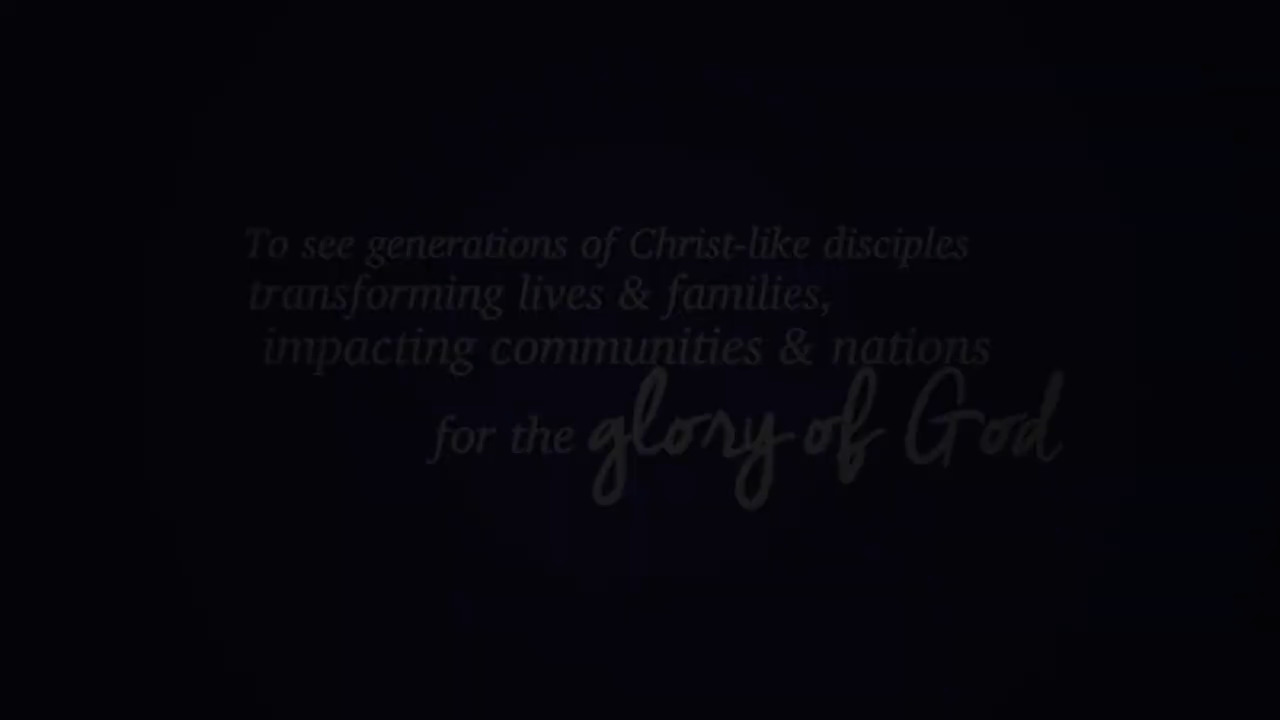 To see generations of Christ-like disciples
transforming lives & families,
impacting communities & nations
for the glory of God